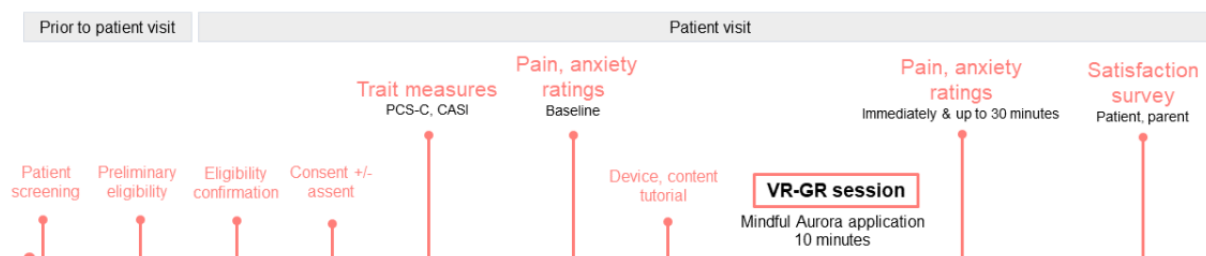 Prior to patient visit
Patient visit
Patient
screening
Preliminary
eligibility
Eligibility
confirmation
Consent +/-
assent
Trait measures
PCS-C, CASI
Pain, anxiety
ratings
Baseline
Device, content
tutorial
VR-GR session
Mindful Aurora application
10 minutes
Pain, anxiety
ratings
Immediately & up to 30 minutes
Satisfaction
survey
Patient, parent